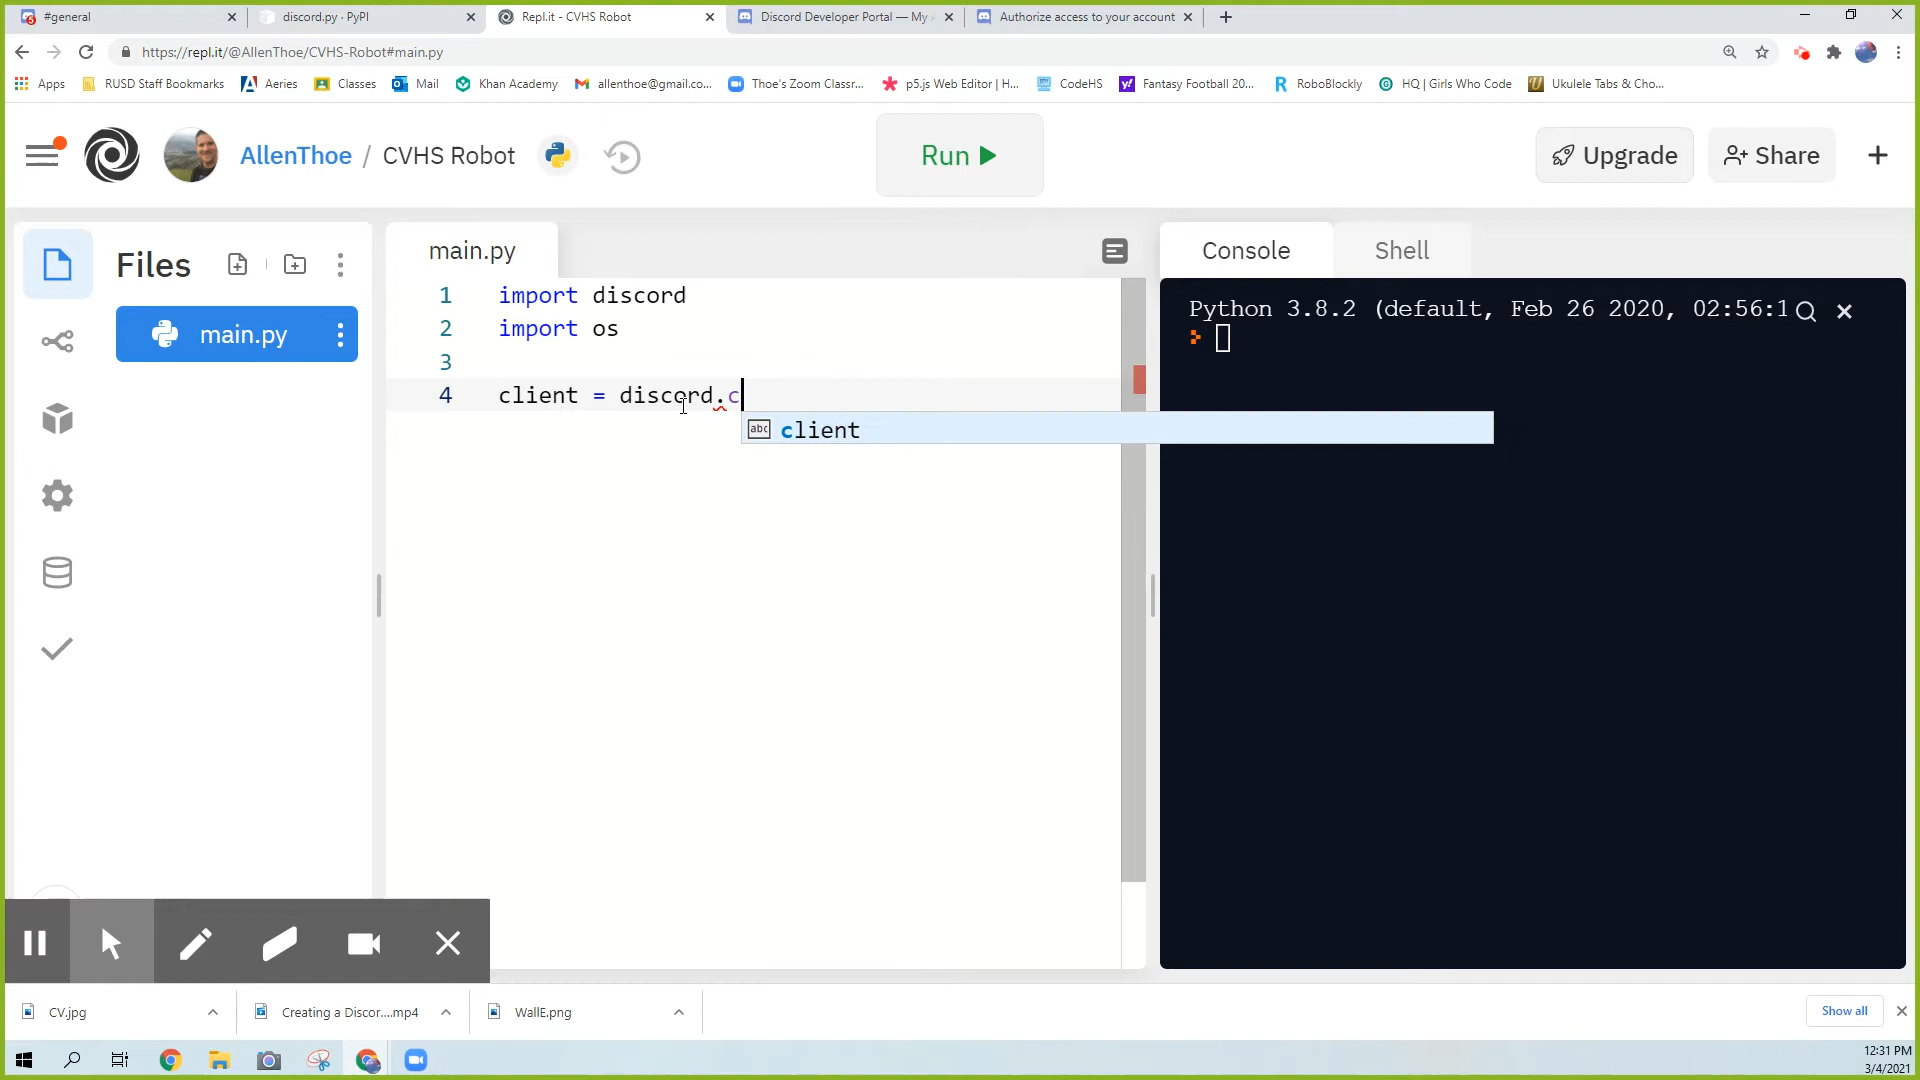 #general
discord.py · PyPI
Repl.it - CVHS Robot
Discord Developer Portal — My
Authorize access to your account
https://repl.it/@AllenThoe/CVHS-Robot#main.py
Apps
RUSD Staff Bookmarks
Aeries
Classes
Mail
Khan Academy
allenthoe@gmail.co...
Thoe's Zoom Classr...
p5.js Web Editor | H...
CodeHS
Fantasy Football 20...
RoboBlockly
HQ | Girls Who Code
Ukulele Tabs & Cho...
AllenThoe / CVHS Robot
Run
Upgrade
Share
Files
main.py
main.py
1 import discord
2 import os
3
4 client = discord.c
abc client
Console
Shell
Python 3.8.2 (default, Feb 26 2020, 02:56:1
CV.jpg
Creating a Discor....mp4
WallE.png
Show all
12:31 PM
3/4/2021